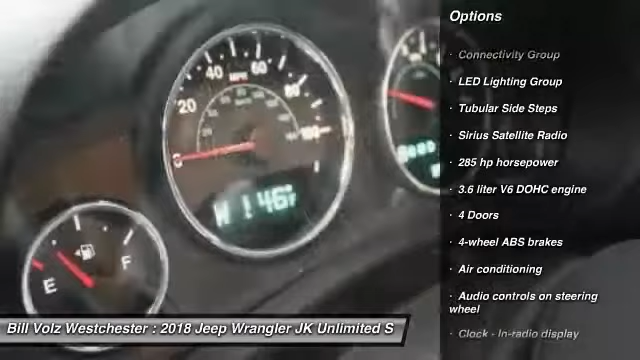 Options
Connectivity Group
LED Lighting Group
Tubular Side Steps
Sirius Satellite Radio
285 hp horsepower
3.6 liter V6 DOHC engine
4 Doors
4-wheel ABS brakes
Air conditioning
Audio controls on steering
wheel
Clock - In-radio display
0 20 40 60 80 100
MPH
E F
Bill Volz Westchester : 2018 Jeep Wrangler JK Unlimited S